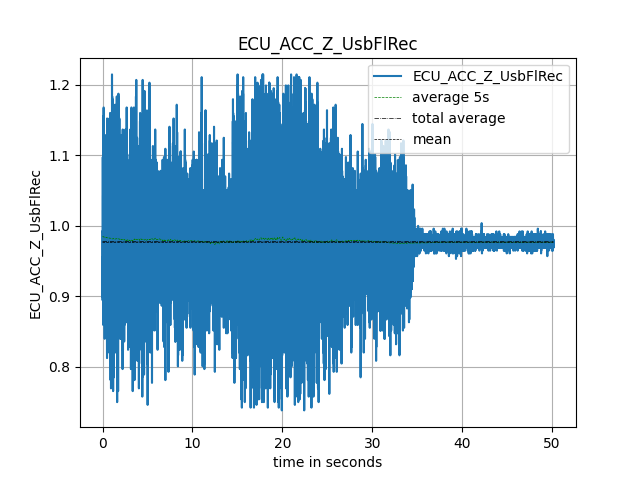 ECU_ACC_Z_UsbFlRec
ECU_ACC_Z_UsbFlRec
average 5s
total average
mean
ECU_ACC_Z_UsbFlRec
1.2
1.1
1.0
0.9
0.8
0
10
20
30
40
50
time in seconds